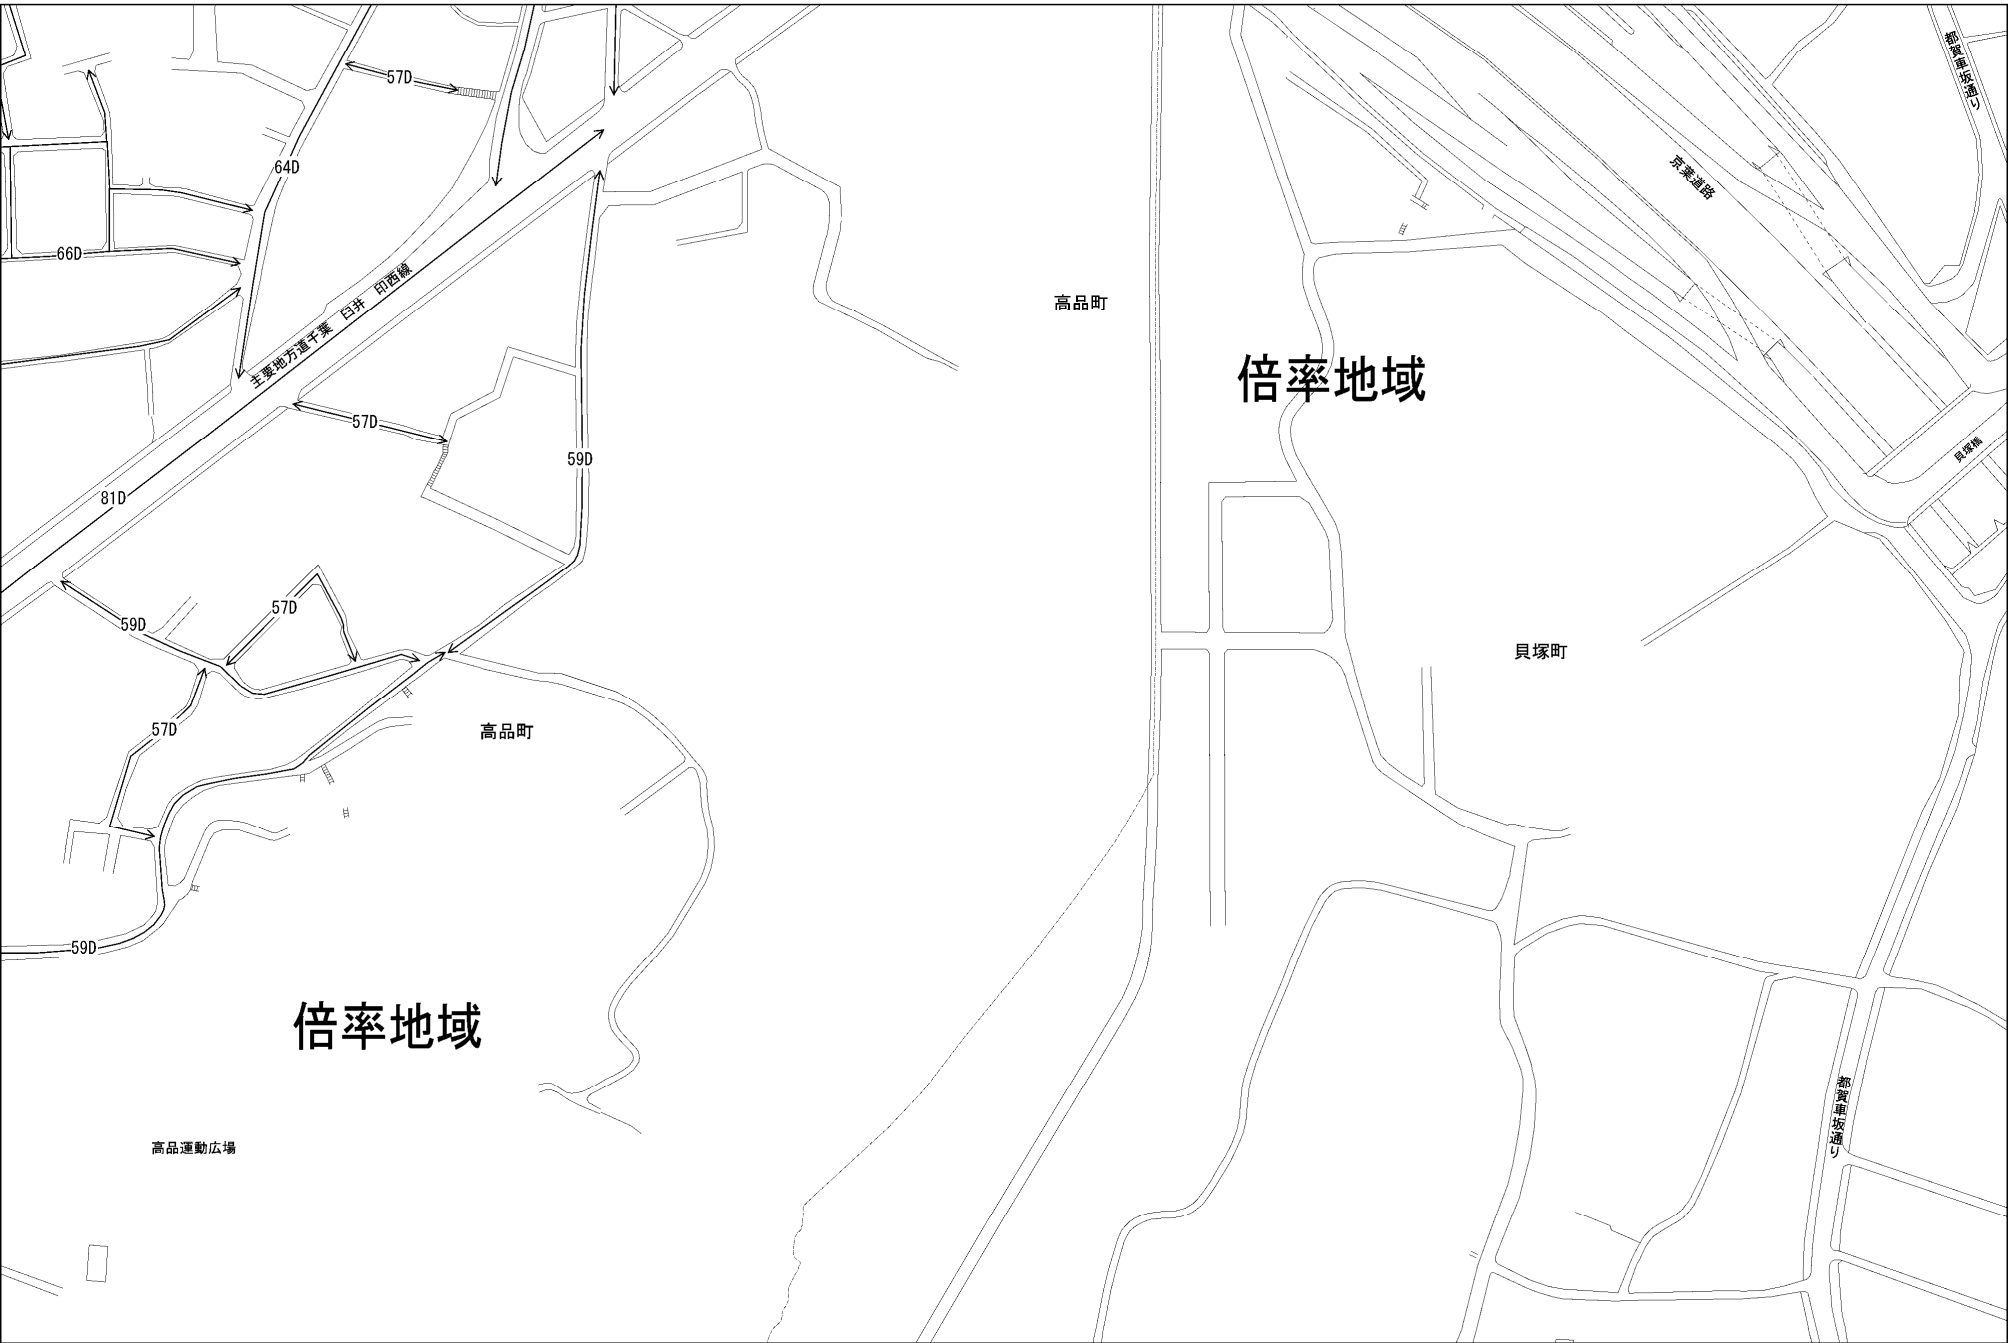 57D
都賀車坂通り
64D
京葉道路
66D
高品町
主要地方道千葉 臼井 印西線
倍率地域
57D
59D
貝塚橋
81D
57D
59D
貝塚町
57D
高品町
59D
倍率地域
都賀車坂通り
高品運動広場